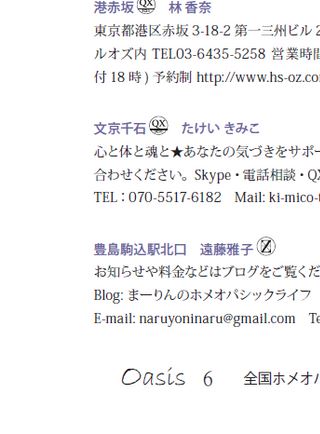 港赤坂 QX 林 香奈
東京都港区赤坂 3-18-2 第一三州ビル 2
ルオズ内 TEL03-6435-5258 営業時間
付 18 時 ) 予約制 http://www.hs-oz.co
文京千石 QX たけい きみこ
心と体と魂と★あなたの気づきをサポー
合わせください。Skype・電話相談・QX
TEL：070-5517-6182 Mail: ki-mico-t
豊島駒込駅北口 遠藤雅子 Z
お知らせや料金などはブログをご覧くだ
Blog: まーりんのホメオパシックライフ
E-mail: naruyoninaru@gmail.com Te
Oasis 6 全国ホメオパ